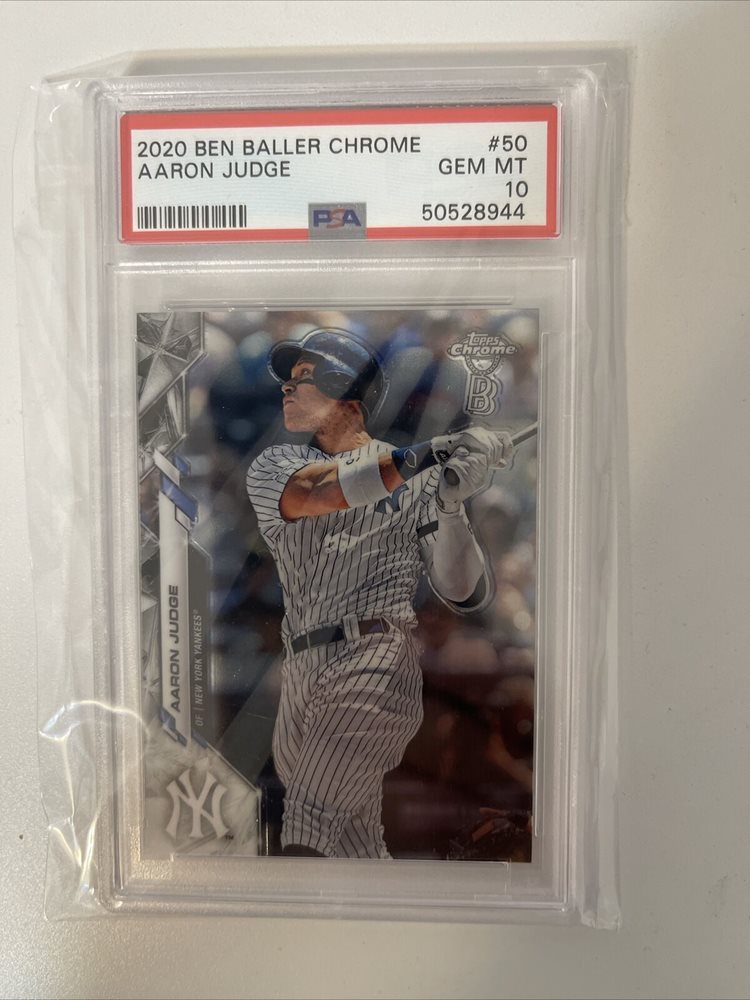 2020 BEN BALLER CHROME #50
AARON JUDGE GEM MT
10
PSA 50528944
Topps
Chrome
B
AARON JUDGE
OF | NEW YORK YANKEES®
NY
TM